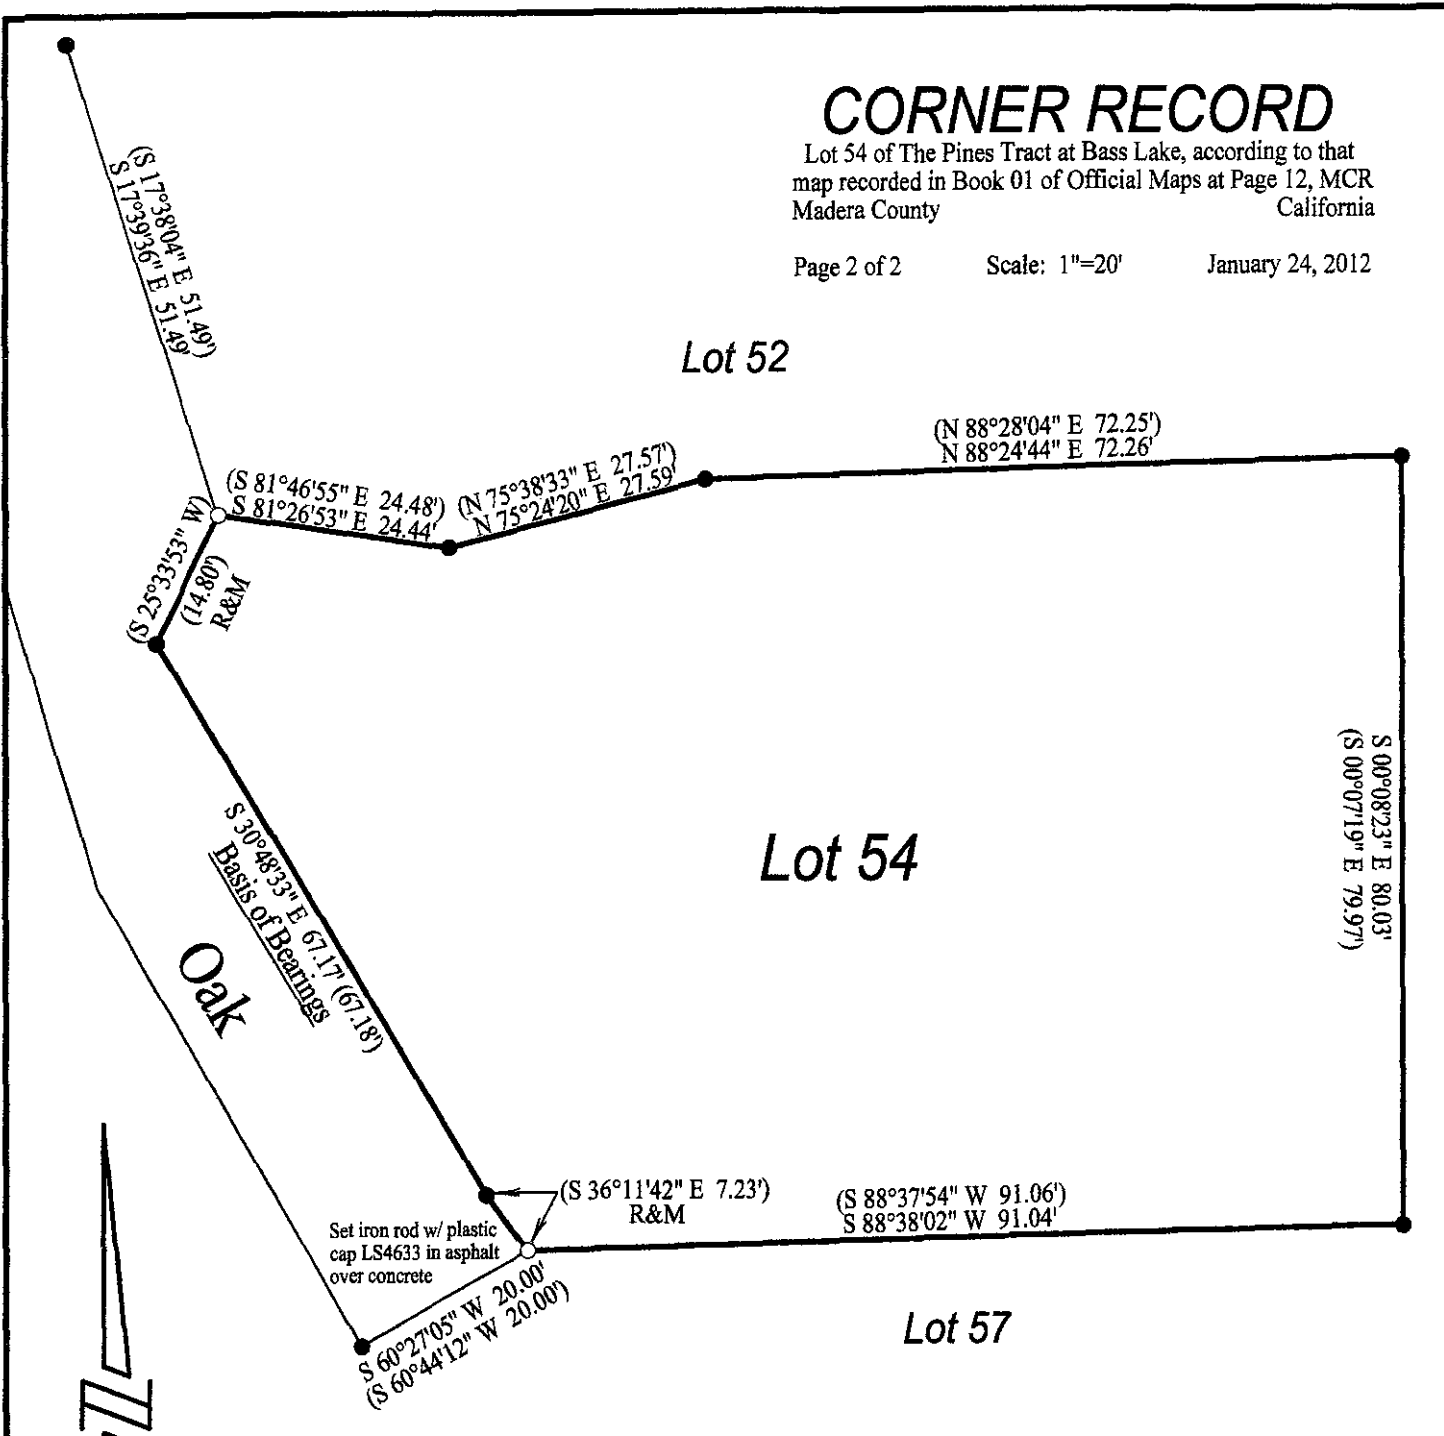 CORNER RECORD
Lot 54 of The Pines Tract at Bass Lake, according to that
map recorded in Book 01 of Official Maps at Page 12, MCR
Madera County California
Page 2 of 2 Scale: 1"=20' January 24, 2012
(S 17°38'04" E 51.49')
S 17°39'36" E 51.49'
Lot 52
(N 88°28'04" E 72.25')
N 88°24'44" E 72.26'
(S 81°46'55" E 24.48')
S 81°26'53" E 24.44'
(N 75°38'33" E 27.57')
N 75°24'20" E 27.59'
(S 25°33'53" W)
(14.80')
R&M
S 00°08'23" E 80.03'
(S 00°07'19" E 79.97')
Lot 54
S 30°48'33" E 67.17' (67.18')
Basis of Bearings
Oak
(S 36°11'42" E 7.23')
R&M
(S 88°37'54" W 91.06')
S 88°38'02" W 91.04'
Set iron rod w/ plastic
cap LS4633 in asphalt
over concrete
S 60°27'05" W 20.00'
(S 60°44'12" W 20.00')
Lot 57